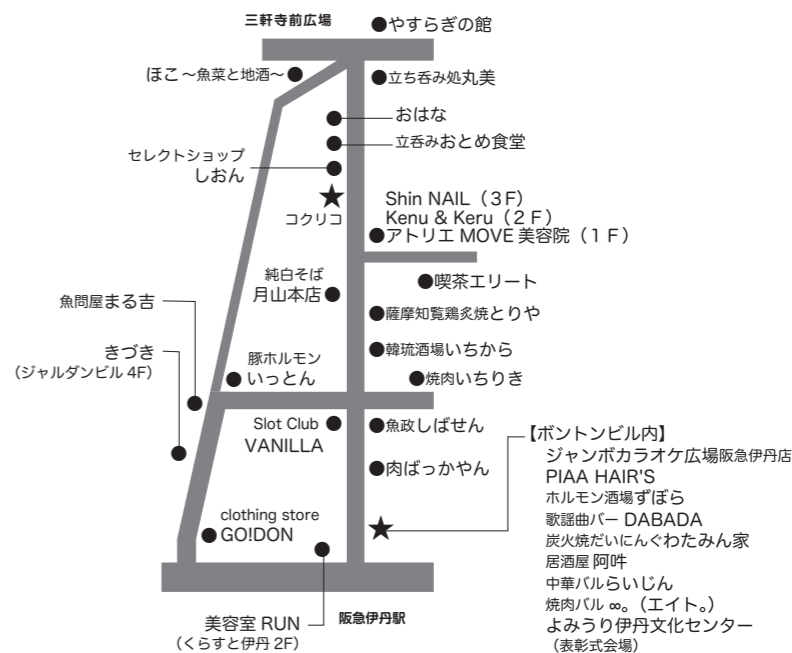 三軒寺前広場
やすらぎの館
ほこ～魚菜と地酒～
立ち呑み処丸美
おはな
立呑みおとめ食堂
セレクトショップ
しおん
コクリコ
Shin NAIL（3F）
Kenu & Keru（2F）
アトリエ MOVE 美容院（1F）
純白そば
月山本店
喫茶エリート
魚問屋まる吉
薩摩知覧鶏炙焼とりや
きづき
（ジャルダンビル 4F）
韓琉酒場いちから
豚ホルモン
いっとん
焼肉いちりき
Slot Club
VANILLA
魚政しばせん
肉ばっかやん
【ボントンビル内】
ジャンボカラオケ広場阪急伊丹店
PIAA HAIR'S
ホルモン酒場ずぼら
歌謡曲バー DABADA
炭火焼だいにんぐわたみん家
居酒屋 阿吽
中華バルらいじん
焼肉バル ∞。（エイト。）
よみうり伊丹文化センター
（表彰式会場）
clothing store
GO!DON
美容室 RUN
（くらすと伊丹 2F）
阪急伊丹駅